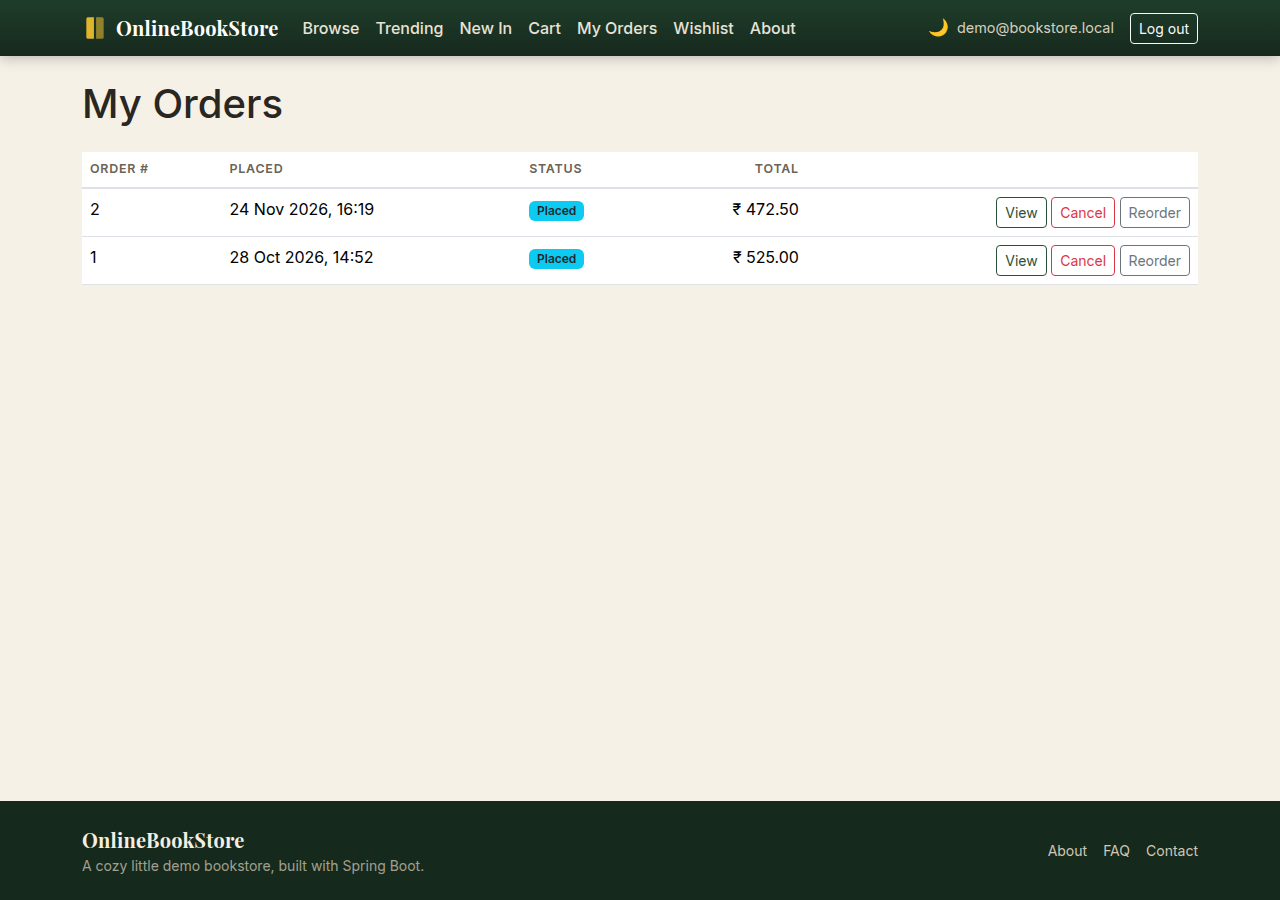 OnlineBookStore Browse Trending New In Cart My Orders Wishlist About demo@bookstore.local Log out
My Orders
ORDER # PLACED STATUS TOTAL
2 24 Nov 2026, 16:19 Placed ₹ 472.50 View Cancel Reorder
1 28 Oct 2026, 14:52 Placed ₹ 525.00 View Cancel Reorder
OnlineBookStore
A cozy little demo bookstore, built with Spring Boot.
About FAQ Contact